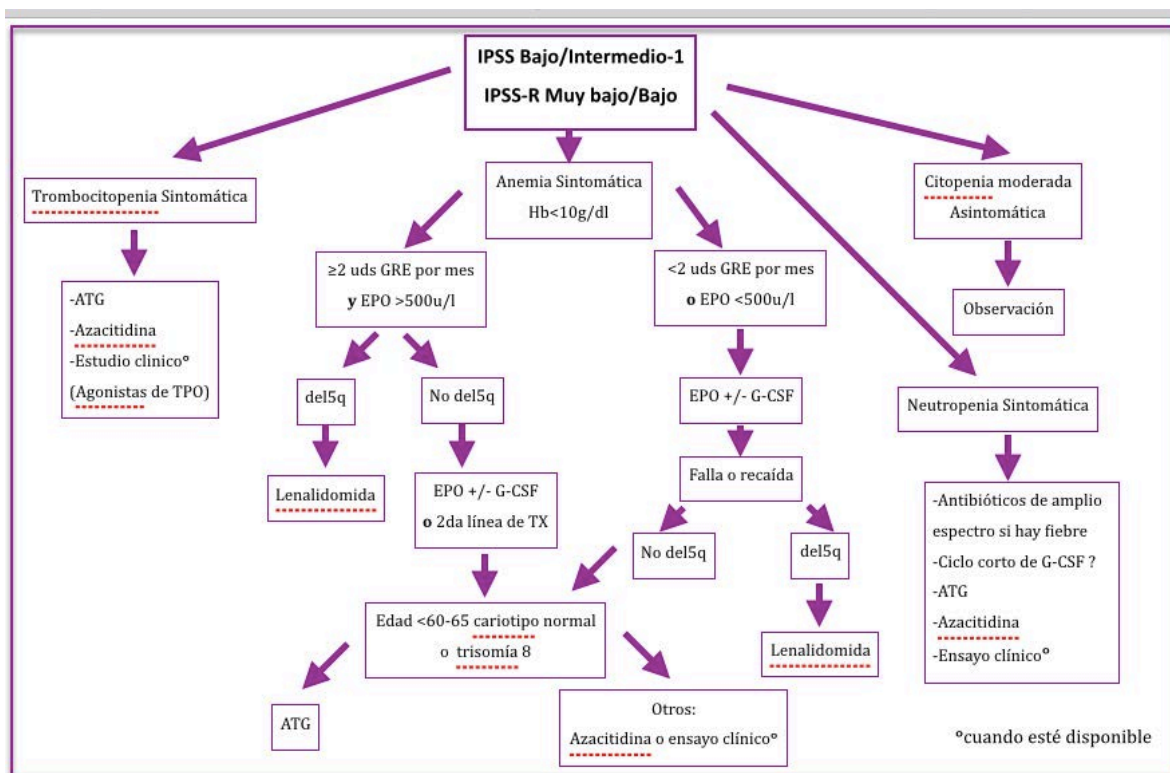 IPSS Bajo/Intermedio-1
IPSS-R Muy bajo/Bajo
Trombocitopenia Sintomática
Anemia Sintomática
Hb<10g/dl
Citopenia moderada
Asintomática
-ATG
-Azacitidina
-Estudio clínicoº
(Agonistas de TPO)
≥2 uds GRE por mes
y EPO >500u/l
<2 uds GRE por mes
o EPO <500u/l
Observación
del5q
No del5q
EPO +/- G-CSF
Neutropenia Sintomática
Lenalidomida
EPO +/- G-CSF
o 2da línea de TX
Falla o recaída
No del5q
del5q
-Antibióticos de amplio
espectro si hay fiebre
-Ciclo corto de G-CSF ?
-ATG
-Azacitidina
-Ensayo clínicoº
Edad <60-65 cariotipo normal
o trisomía 8
Lenalidomida
ATG
Otros:
Azacitidina o ensayo clínicoº
ºcuando esté disponible